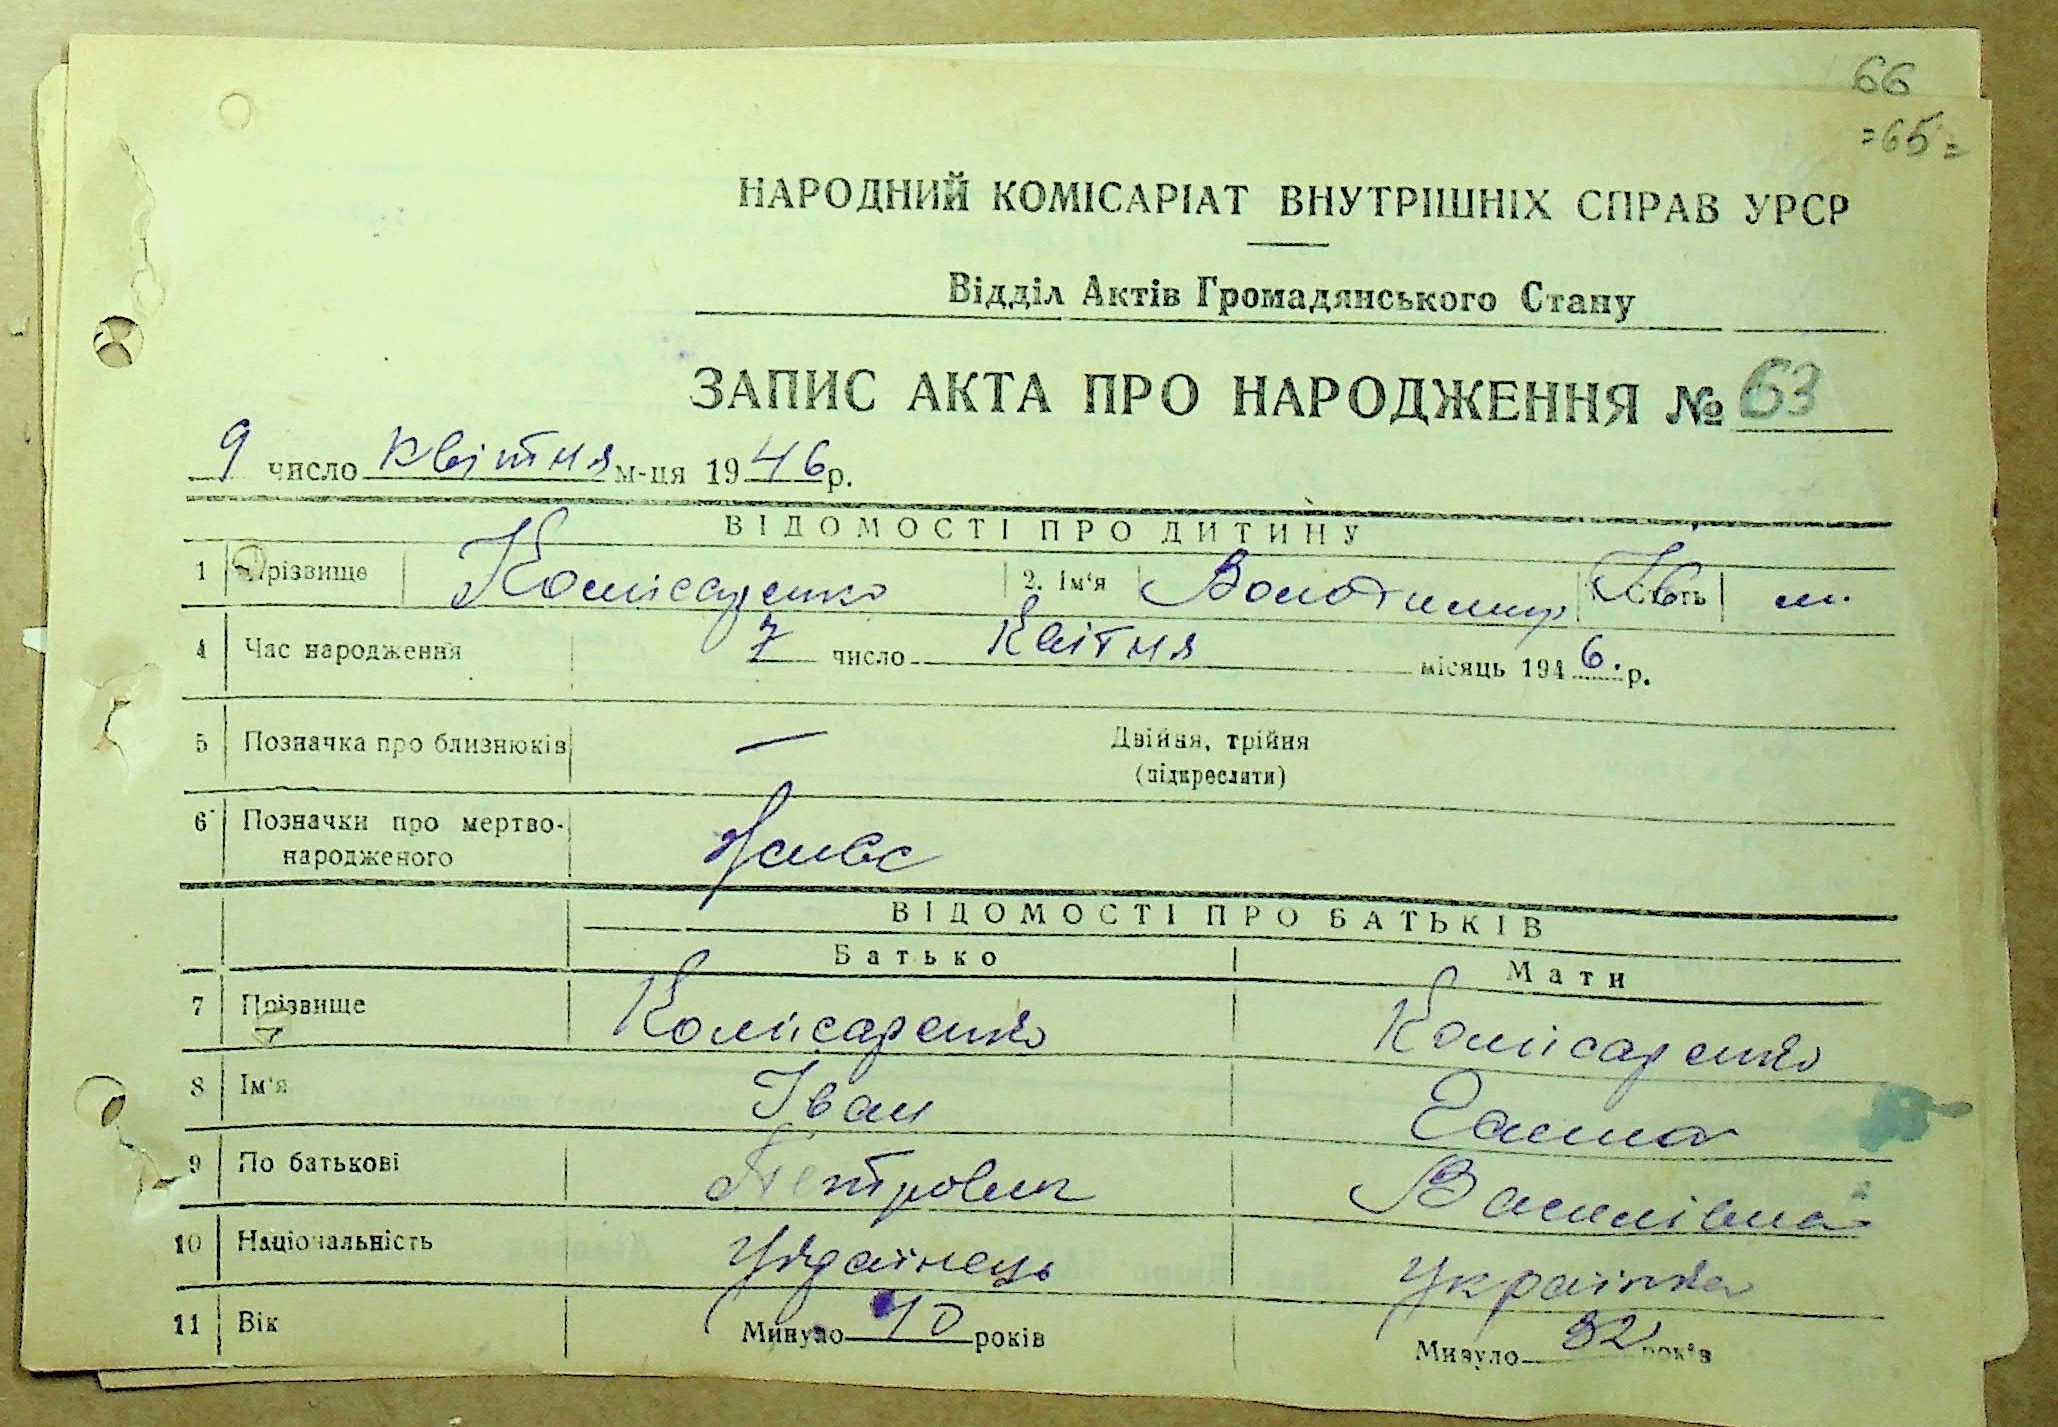 66
=65=
НАРОДНИЙ КОМІСАРІАТ ВНУТРІШНІХ СПРАВ УРСР
Відділ Актів Громадянського Стану
ЗАПИС АКТА ПРО НАРОДЖЕННЯ № 63
9 число квітня м-ця 1946 р.
ВІДОМОСТІ ПРО ДИТИНУ
1 Прізвище Комісаренко 2. Ім'я Володимир Ів Стать м.
4 Час народження 7 число Квітня місяць 1946. р.
5 Позначка про близнюків — Двійня, трійня
(підкреслити)
6 Позначки про мертво-
народженого Живе
ВІДОМОСТІ ПРО БАТЬКІВ
Батько Мати
7 Прізвище Комісаренко Комісаренко
8 Ім'я Іван Ганна
9 По батькові Петрович Василівна
10 Національність Українець Українка
11 Вік Минуло 40 років Минуло 32 років